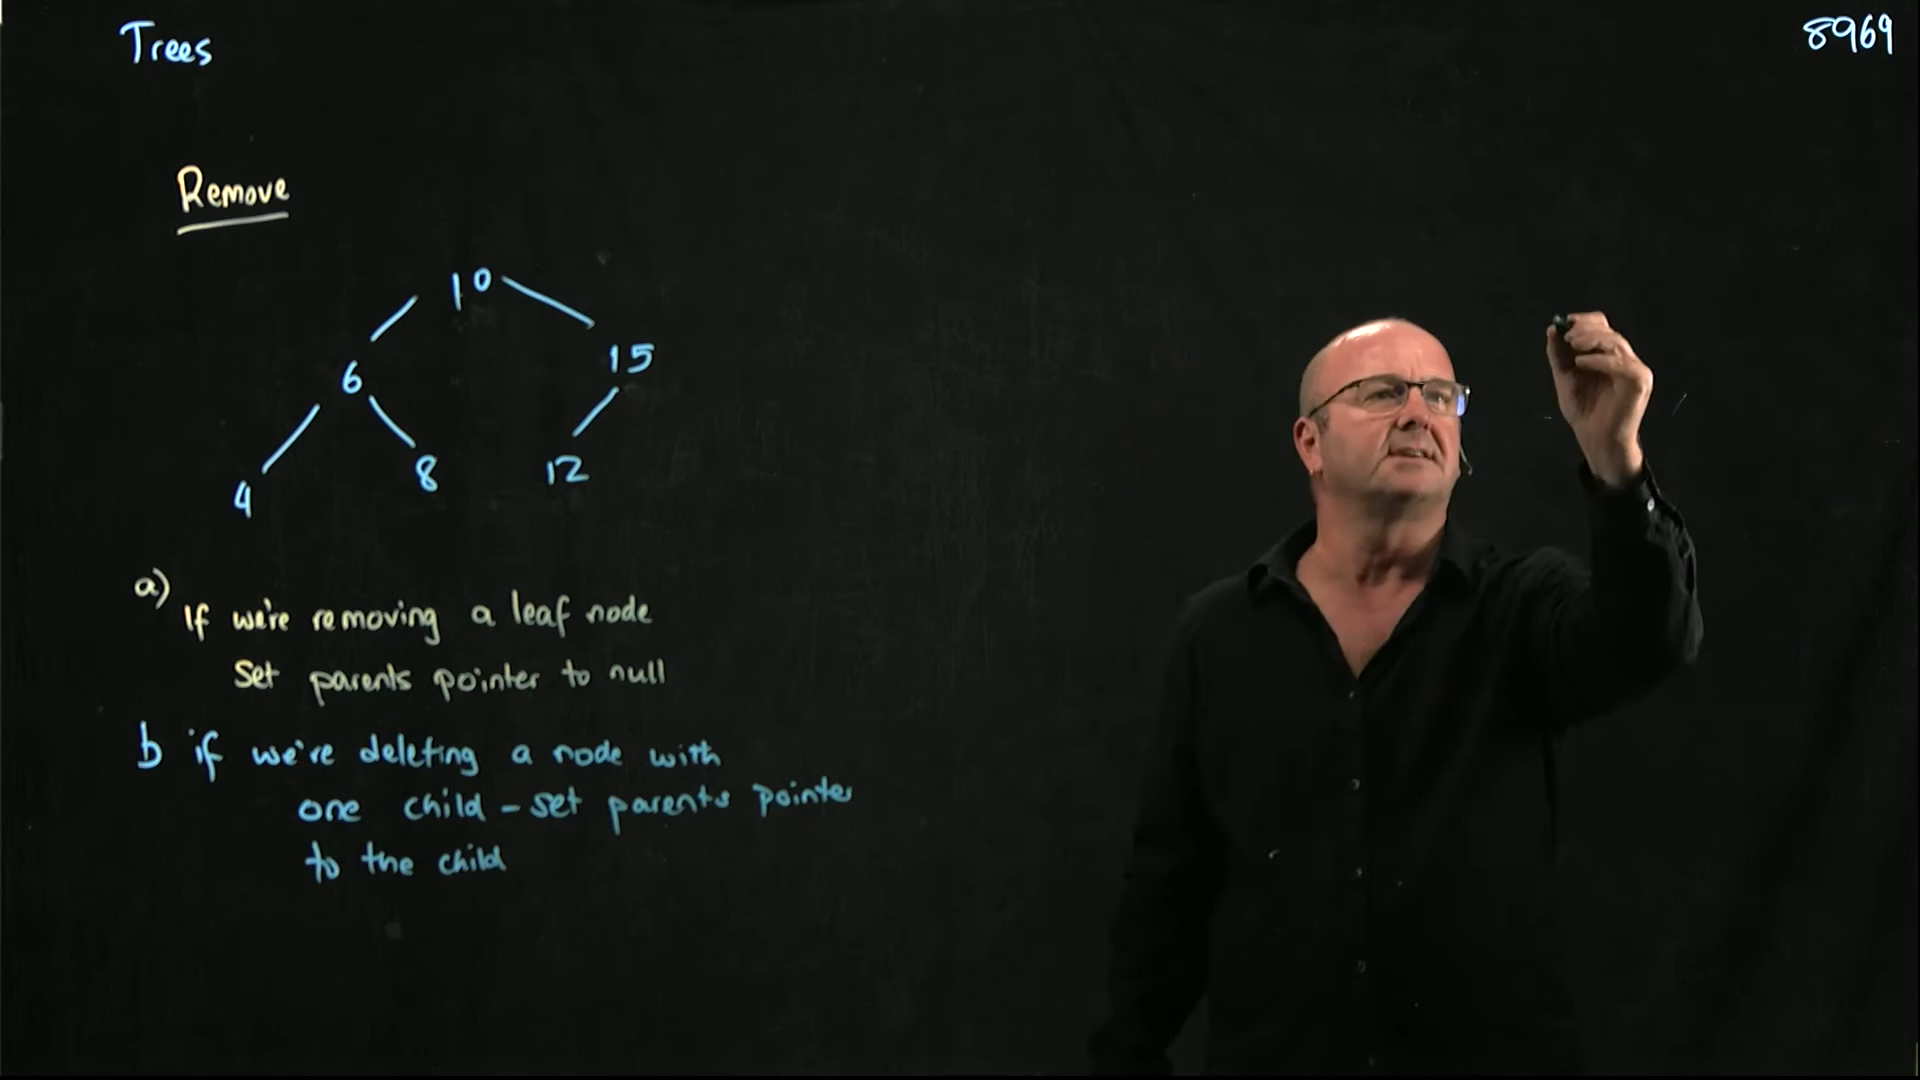 Trees
8969
Remove
10
6 15
4 8 12
a)
If we're removing a leaf node
Set parents pointer to null
b if we're deleting a node with
one child - set parents pointer
to the child